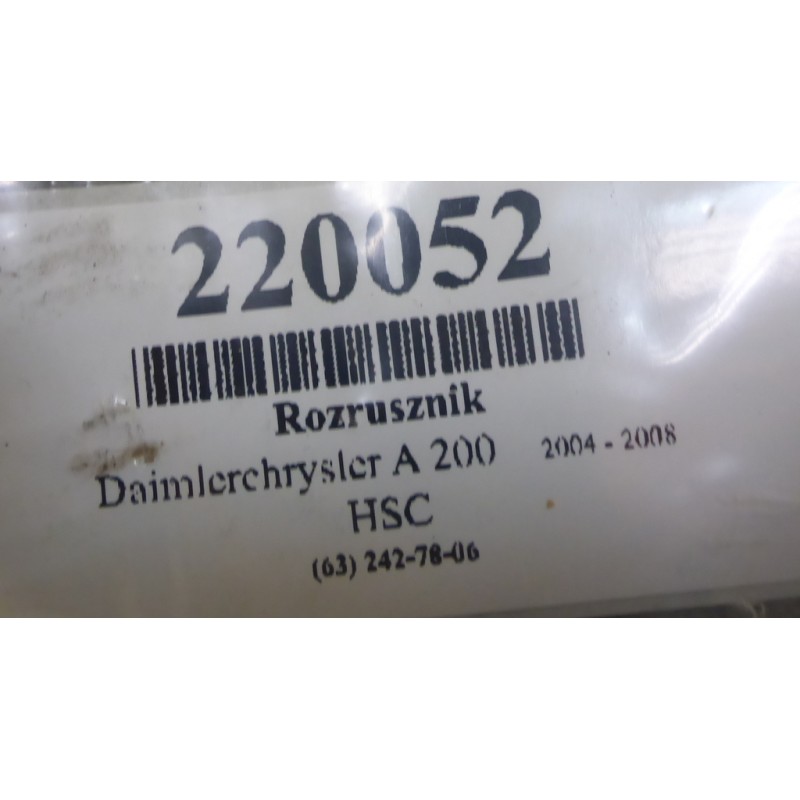 220052
Rozrusznik
Daimlerchrysler A 200 2004 - 2008
HSC
(63) 242-78-06